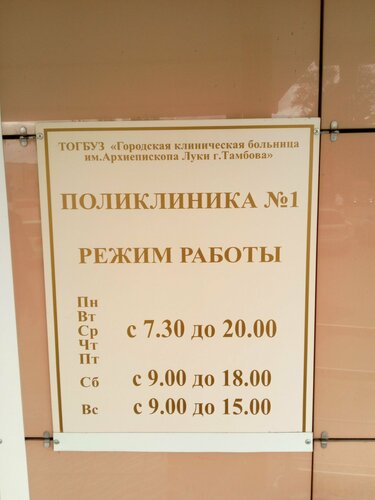 ТОГБУЗ «Городская клиническая больница
им.Архиепископа Луки г.Тамбова»
ПОЛИКЛИНИКА №1
РЕЖИМ РАБОТЫ
Пн
Вт
Ср с 7.30 до 20.00
Чт
Пт
Сб с 9.00 до 18.00
Вс с 9.00 до 15.00